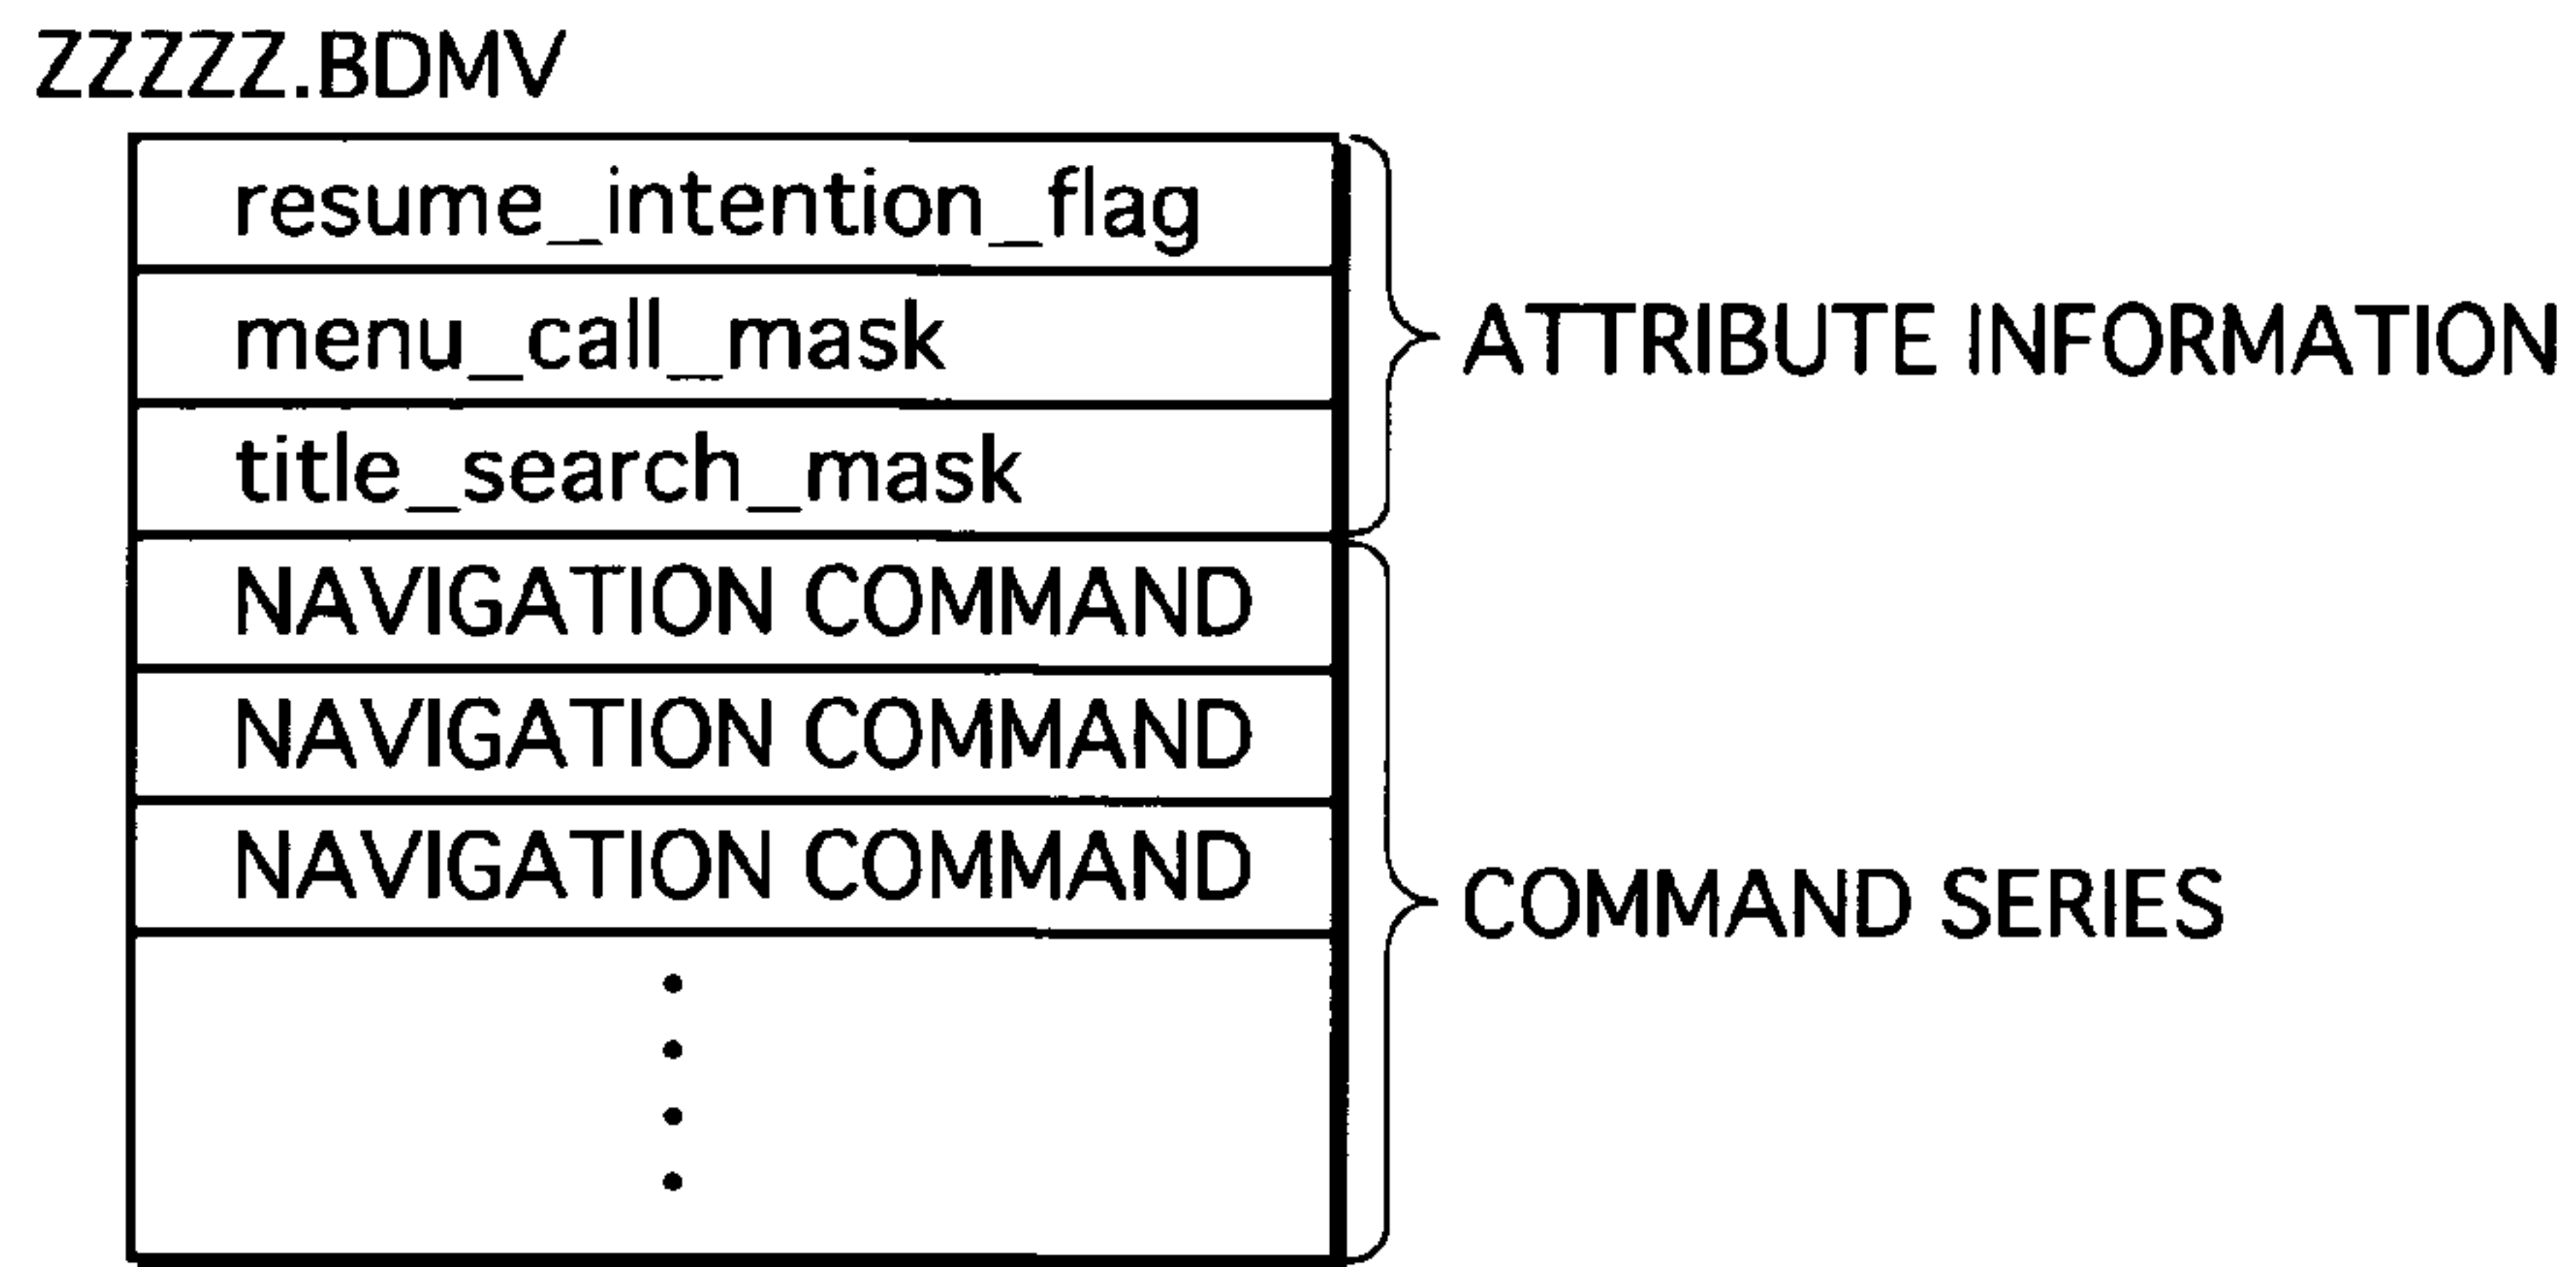 ZZZZZ.BDMV
resume_intention_flag
menu_call_mask
ATTRIBUTE INFORMATION
title_search_mask
NAVIGATION COMMAND
NAVIGATION COMMAND
NAVIGATION COMMAND
COMMAND SERIES